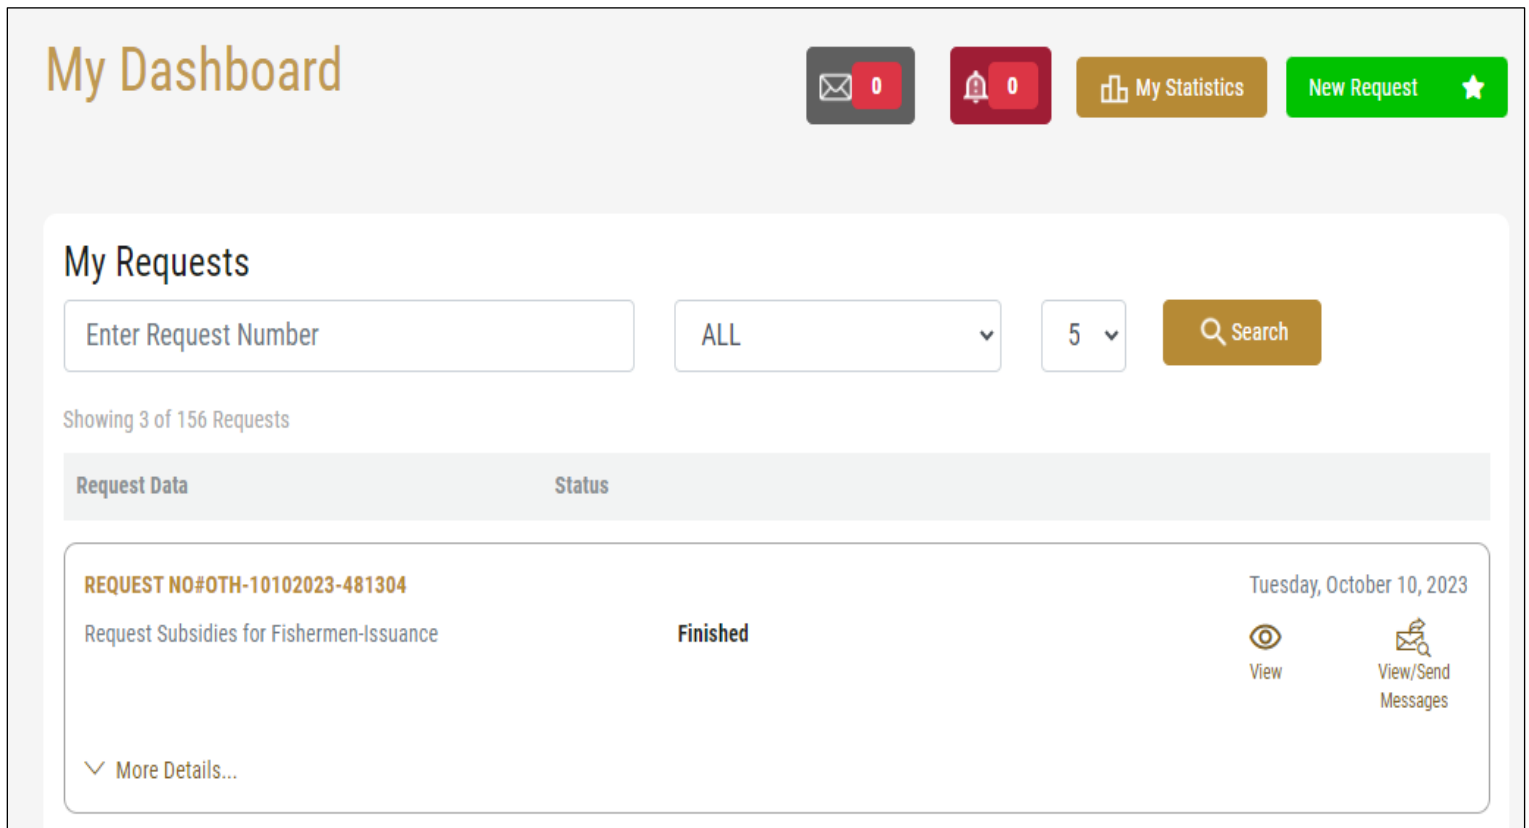 My Dashboard
0
0
My Statistics
New Request
My Requests
Enter Request Number
ALL
5
Search
Showing 3 of 156 Requests
Request Data Status
REQUEST NO#OTH-10102023-481304
Tuesday, October 10, 2023
Request Subsidies for Fishermen-Issuance
Finished
View
View/Send
Messages
More Details...